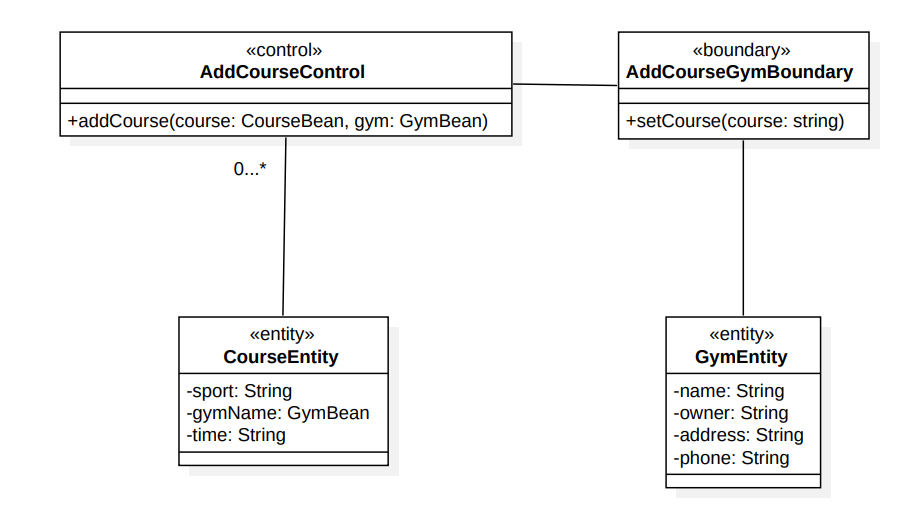 «control»
AddCourseControl
+addCourse(course: CourseBean, gym: GymBean)
«boundary»
AddCourseGymBoundary
+setCourse(course: string)
0...*
«entity»
CourseEntity
-sport: String
-gymName: GymBean
-time: String
«entity»
GymEntity
-name: String
-owner: String
-address: String
-phone: String